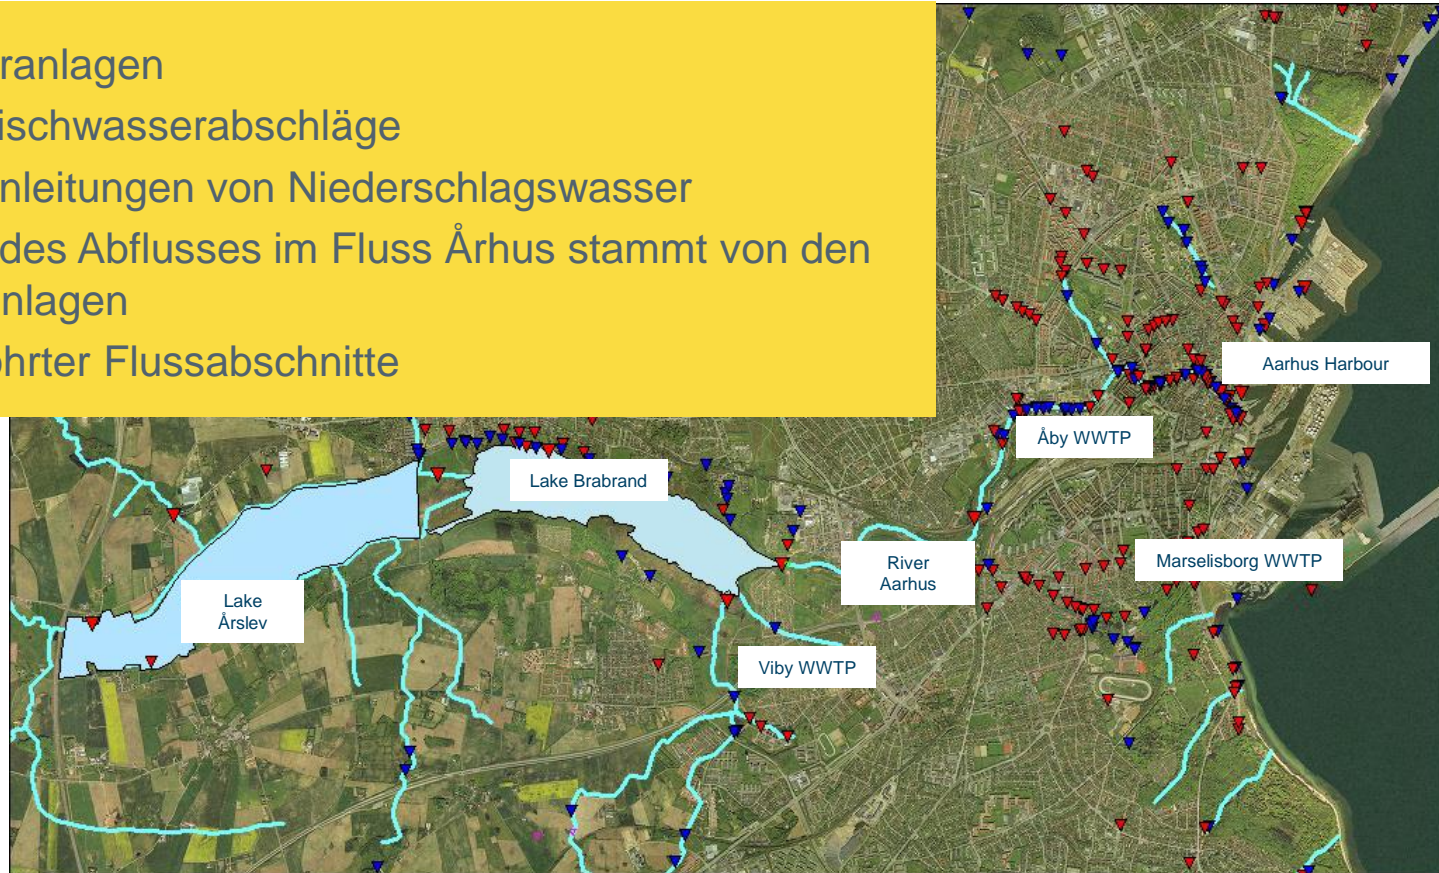 ranlagen
ischwasserabschläge
nleitungen von Niederschlagswasser
des Abflusses im Fluss Århus stammt von den
nlagen
hrter Flussabschnitte
Aarhus Harbour
Åby WWTP
Lake Brabrand
River
Aarhus
Marselisborg WWTP
Lake
Årslev
Viby WWTP